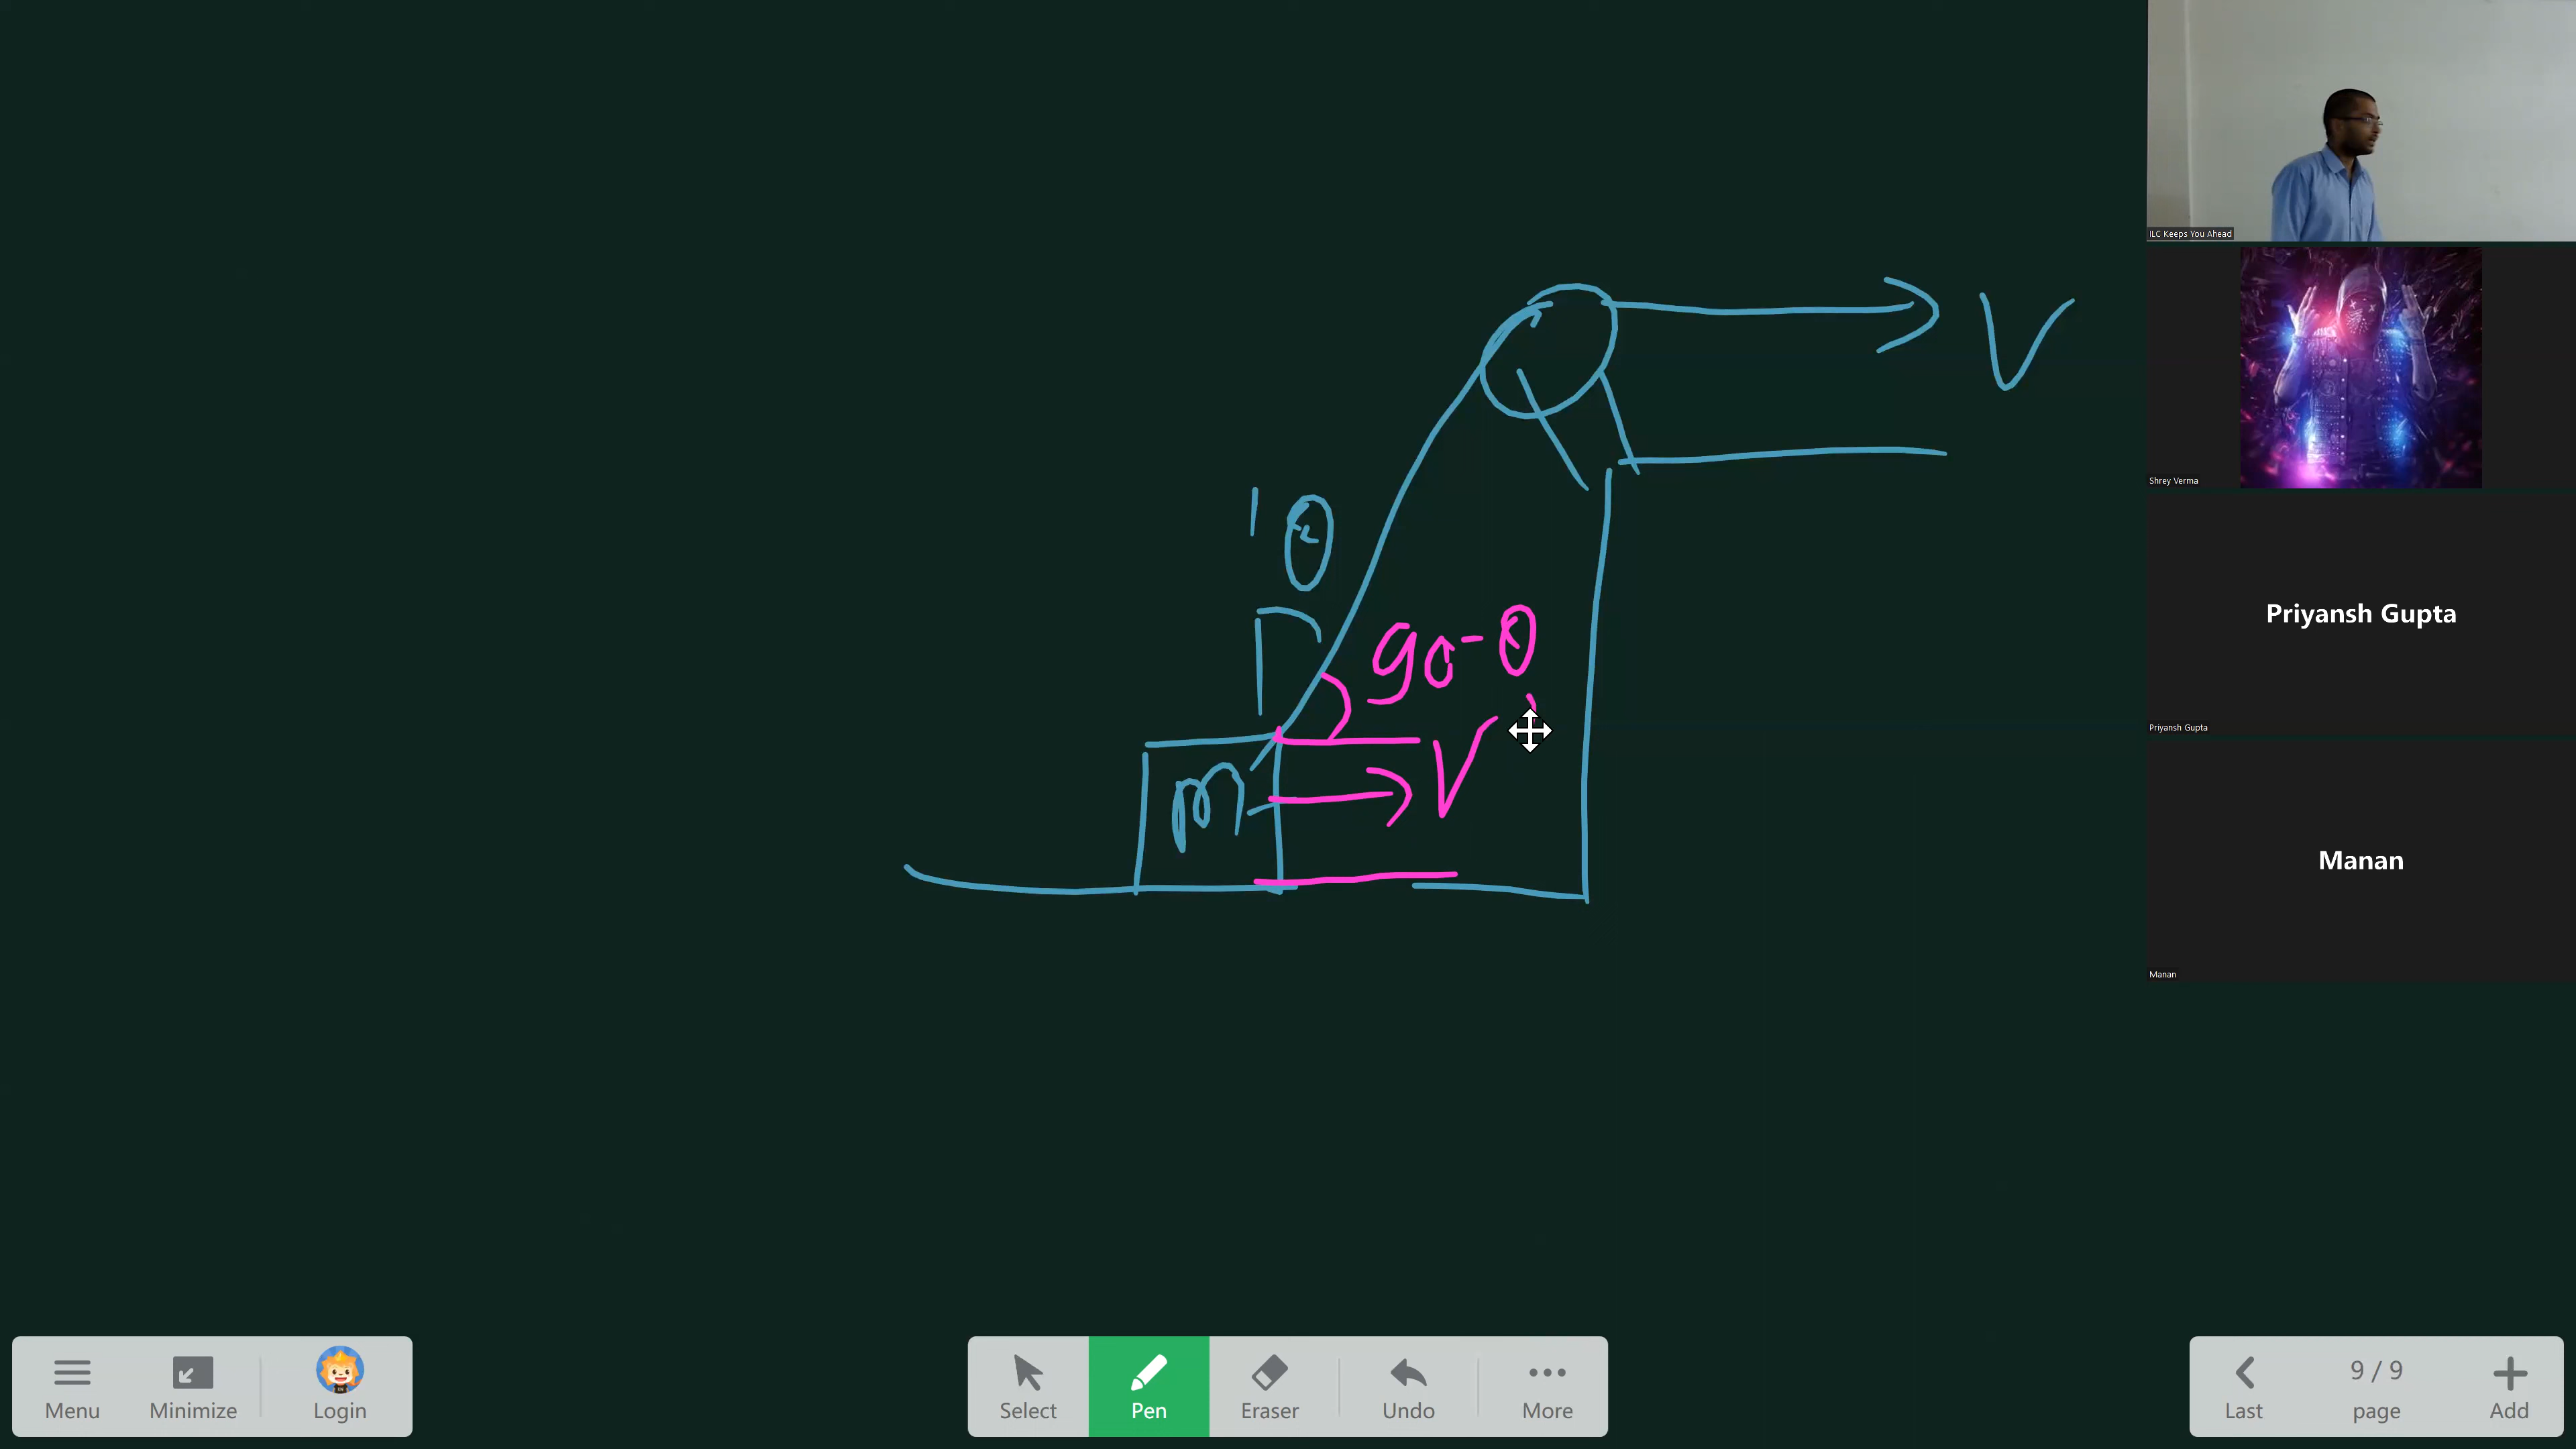 ILC Keeps You Ahead
V
Shrey Verma
θ
90-θ
Priyansh Gupta
Priyansh Gupta
V'
m
Manan
Manan
Menu
Minimize
Login
Select
Pen
Eraser
Undo
More
Last
9 / 9
page
Add